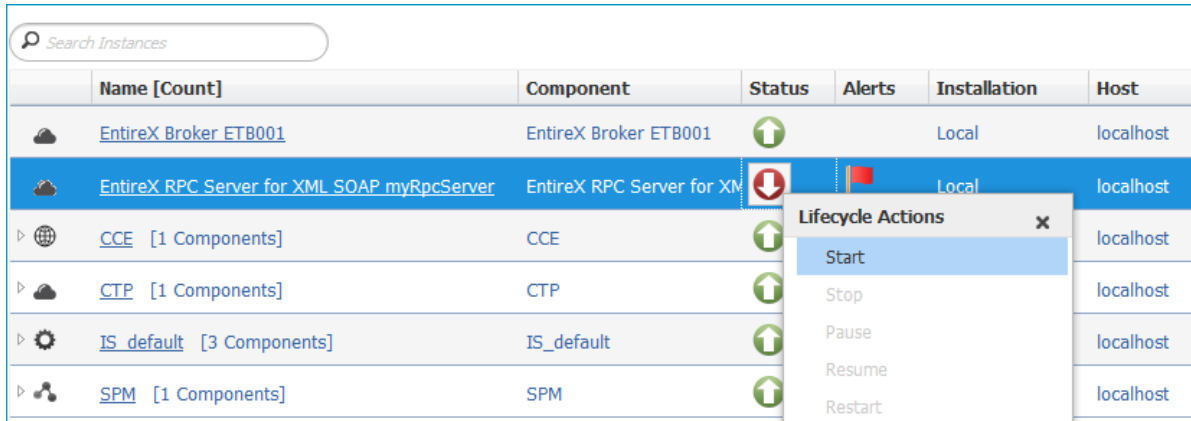 Search Instances
Name [Count] Component Status Alerts Installation Host
EntireX Broker ETB001 EntireX Broker ETB001 Local localhost
EntireX RPC Server for XML SOAP myRpcServer EntireX RPC Server for XM Local localhost
Lifecycle Actions
CCE [1 Components] CCE localhost
Start
CTP [1 Components] CTP localhost
Stop
Pause
IS_default [3 Components] IS_default localhost
Resume
SPM [1 Components] SPM localhost
Restart